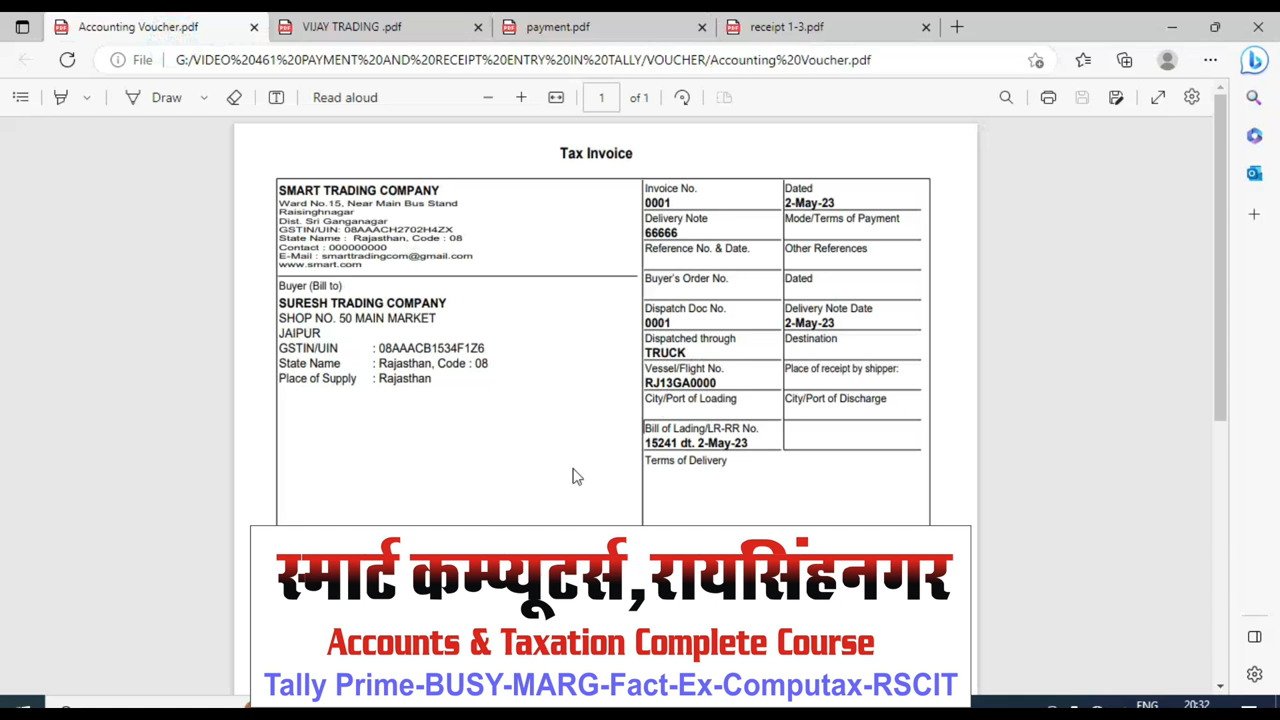 Accounting Voucher.pdf
VIJAY TRADING .pdf
payment.pdf
receipt 1-3.pdf
File
G:/VIDEO%20461%20PAYMENT%20AND%20RECEIPT%20ENTRY%20IN%20TALLY/VOUCHER/Accounting%20Voucher.pdf
Draw
Read aloud
1
of 1
Tax Invoice
SMART TRADING COMPANY
Ward No.15, Near Main Bus Stand
Raisinghnagar
Dist. Sri Ganganagar
GSTIN/UIN: 08AAACH2702H4ZX
State Name : Rajasthan, Code : 08
Contact : 000000000
E-Mail : smarttradingcom@gmail.com
www.smart.com
Buyer (Bill to)
SURESH TRADING COMPANY
SHOP NO. 50 MAIN MARKET
JAIPUR
GSTIN/UIN : 08AAACB1534F1Z6
State Name : Rajasthan, Code : 08
Place of Supply : Rajasthan
Invoice No.
0001
Dated
2-May-23
Delivery Note
66666
Mode/Terms of Payment
Reference No. & Date.
Other References
Buyer's Order No.
Dated
Dispatch Doc No.
0001
Delivery Note Date
2-May-23
Dispatched through
TRUCK
Destination
Vessel/Flight No.
RJ13GA0000
Place of receipt by shipper:
City/Port of Loading
City/Port of Discharge
Bill of Lading/LR-RR No.
15241 dt. 2-May-23
Terms of Delivery
स्मार्ट कम्प्यूटर्स,रायसिंहनगर
Accounts & Taxation Complete Course
Tally Prime-BUSY-MARG-Fact-Ex-Computax-RSCIT
ENG
20:32